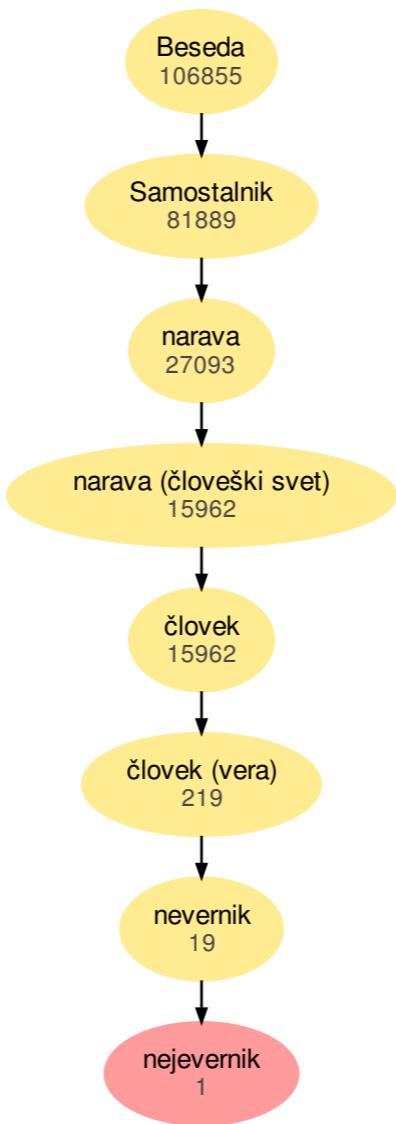 Beseda
106855
Samostalnik
81889
narava
27093
narava (človeški svet)
15962
človek
15962
človek (vera)
219
nevernik
19
nejevernik
1